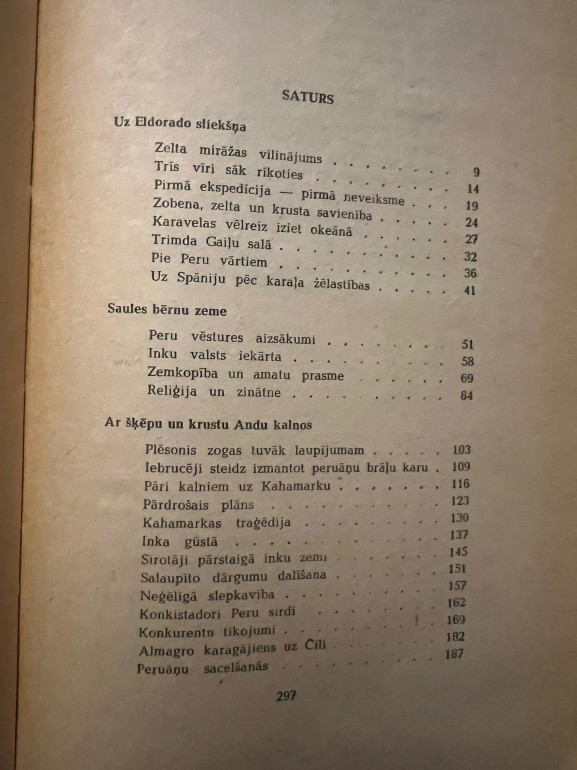 SATURS
Uz Eldorado sliekšņa
Zelta mirāžas vilinājums . . . . . . . 9
Trīs vīri sāk rīkoties . . . . . . . . 14
Pirmā ekspedīcija — pirmā neveiksme . . . 19
Zobena, zelta un krusta savienība . . . . 24
Karavelas vēlreiz iziet okeānā . . . . . 27
Trimda Gaiļu salā . . . . . . . . 32
Pie Peru vārtiem . . . . . . . . 36
Uz Spāniju pēc karaļa žēlastības . . . . 41
Saules bērnu zeme
Peru vēstures aizsākumi . . . . . . . 51
Inku valsts iekārta . . . . . . . . 58
Zemkopība un amatu prasme . . . . . 69
Reliģija un zinātne . . . . . . . . 84
Ar šķēpu un krustu Andu kalnos
Plēsonis zogas tuvāk laupījumam . . . . . 103
Iebrucēji steidz izmantot peruāņu brāļu karu . 109
Pāri kalniem uz Kahamarku . . . . . . 116
Pārdrošais plāns . . . . . . . . . 123
Kahamarkas traģēdija . . . . . . . 130
Inka gūstā . . . . . . . . . . 137
Sirotāji pārstaigā inku zemi . . . . . . 145
Salaupīto dārgumu dalīšana . . . . . . 151
Neģēlīgā slepkavība . . . . . . . . 157
Konkistadori Peru sirdī . . . . . . . 162
Konkurentu tīkojumi . . . . . . . . 169
Almagro karagājiens uz Čīli . . . . . . 182
Peruāņu sacelšanās . . . . . . . . 187
297